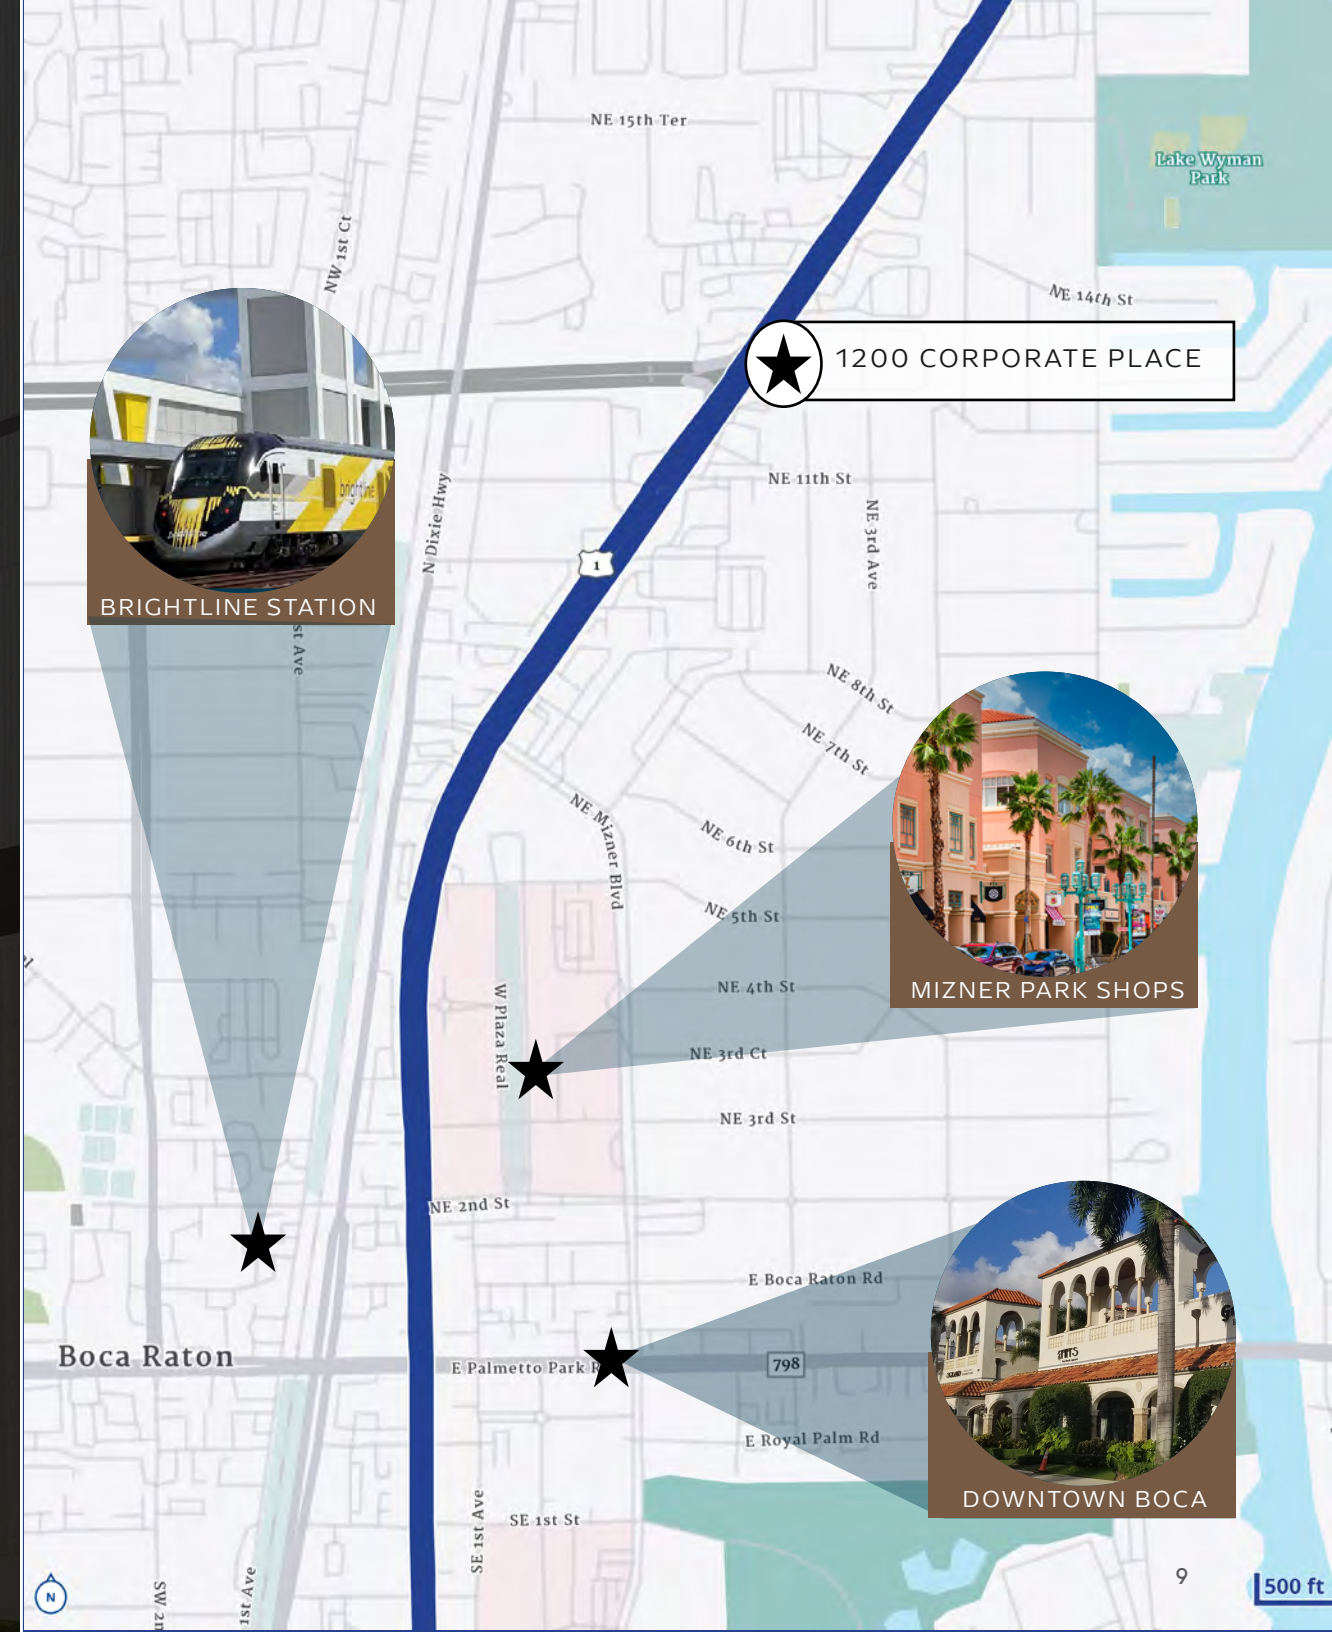 NE 15th Ter
Lake Wyman
Park
NW 1st Ct
NE 14th St
1200 CORPORATE PLACE
brightline
NE 11th St
N Dixie Hwy
NE 3rd Ave
1
BRIGHTLINE STATION
st Ave
NE 8th St
NE 7th St
NE Mizner Blvd
NE 6th St
NE 5th St
NE 4th St
MIZNER PARK SHOPS
W Plaza Real
NE 3rd Ct
NE 3rd St
NE 2nd St
E Boca Raton Rd
Boca Raton
E Palmetto Park R
798
E Royal Palm Rd
DOWNTOWN BOCA
SE 1st Ave
SE 1st St
N
SW 2n
1st Ave
9
500 ft